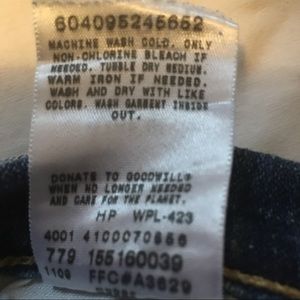 604095245652
MACHINE WASH COLD. ONLY
NON-CHLORINE BLEACH IF
NEEDED. TUMBLE DRY MEDIUM.
WARM IRON IF NEEDED.
WASH AND DRY WITH LIKE
COLORS. WASH GARMENT INSIDE
OUT.
DONATE TO GOODWILL®
WHEN NO LONGER NEEDED
AND CARE FOR THE PLANET.
HP WPL-423
4001 4100070656
779 155160039
1109 FFC#A3629